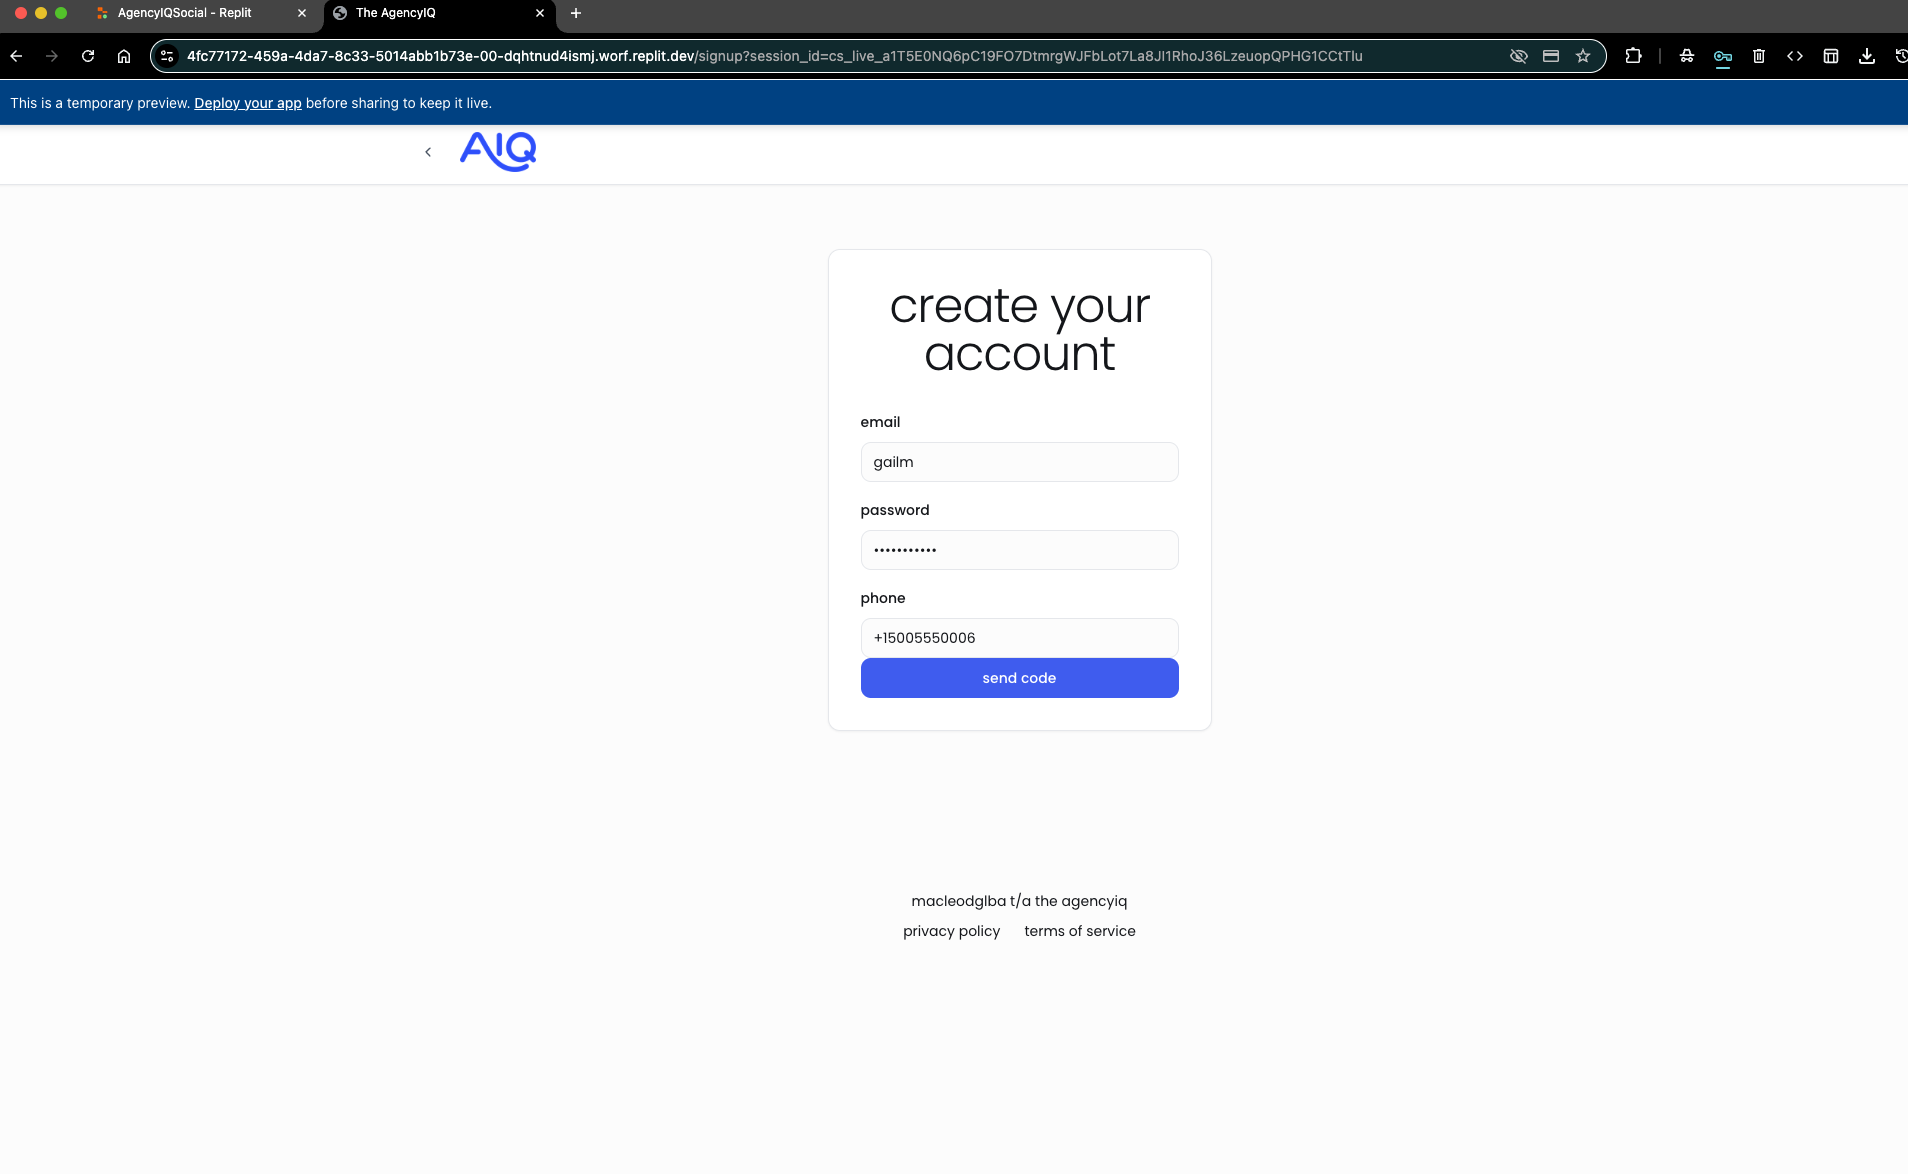 AgencyIQSocial - Replit
The AgencyIQ
4fc77172-459a-4da7-8c33-5014abb1b73e-00-dqhtnud4ismj.worf.replit.dev/signup?session_id=cs_live_a1T5E0NQ6pC19FO7DtmrgWJFbLot7La8JI1RhoJ36LzeuopQPHG1CCtTlu
This is a temporary preview. Deploy your app before sharing to keep it live.
AIQ
create your
account
email
gailm
password
•••••••••••
phone
+15005550006
send code
macleodglba t/a the agencyiq
privacy policy terms of service